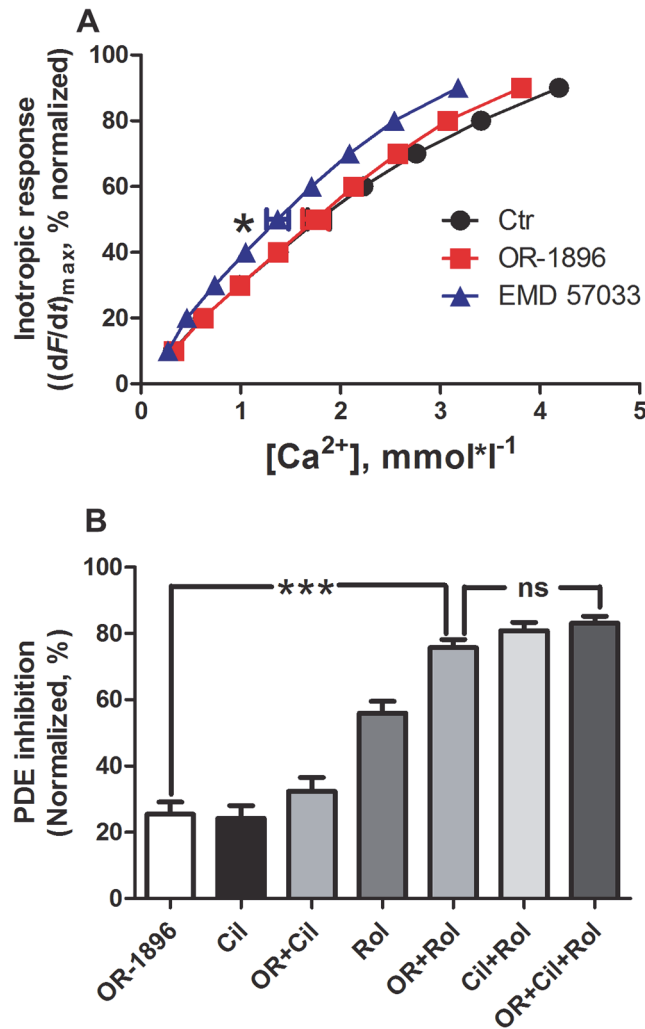 A
Inotropic response
((dF/dt)max, % normalized)
100
80
60
40
20
0
*
Ctr
OR-1896
EMD 57033
0 1 2 3 4 5
[Ca2+], mmol*l-1
B
PDE inhibition
(Normalized, %)
100
80
60
40
20
0
***
ns
OR-1896
Cil
OR+Cil
Rol
OR+Rol
Cil+Rol
OR+Cil+Rol